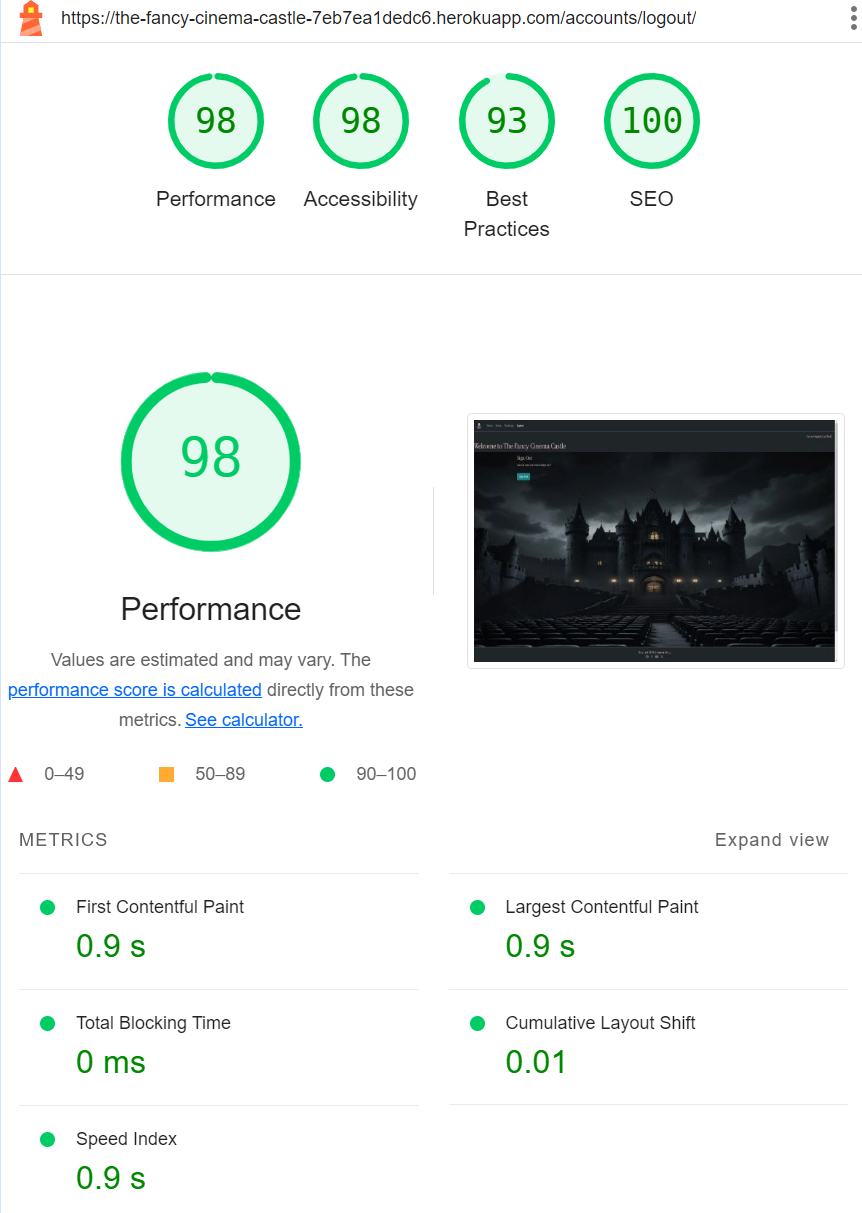 https://the-fancy-cinema-castle-7eb7ea1dedc6.herokuapp.com/accounts/logout/
98
98
93
100
Performance
Accessibility
Best
Practices
SEO
98
Welcome to The Fancy Cinema Castle
Sign Out
Performance
Values are estimated and may vary. The
performance score is calculated directly from these
metrics. See calculator.
0–49
50–89
90–100
METRICS
Expand view
First Contentful Paint
0.9 s
Largest Contentful Paint
0.9 s
Total Blocking Time
0 ms
Cumulative Layout Shift
0.01
Speed Index
0.9 s